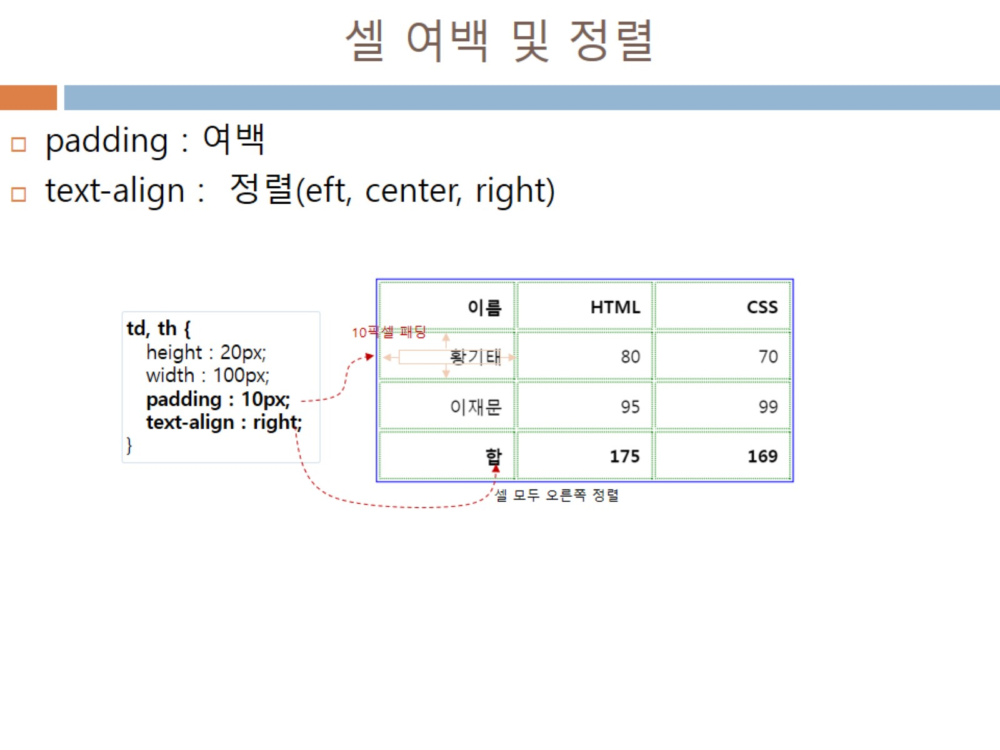 셀 여백 및 정렬
padding : 여백
text-align : 정렬(eft, center, right)
td, th {
height : 20px;
width : 100px;
padding : 10px;
text-align : right;
}
10픽셀 패딩
이름 HTML CSS
황기태 80 70
이재문 95 99
합 175 169
셀 모두 오른쪽 정렬